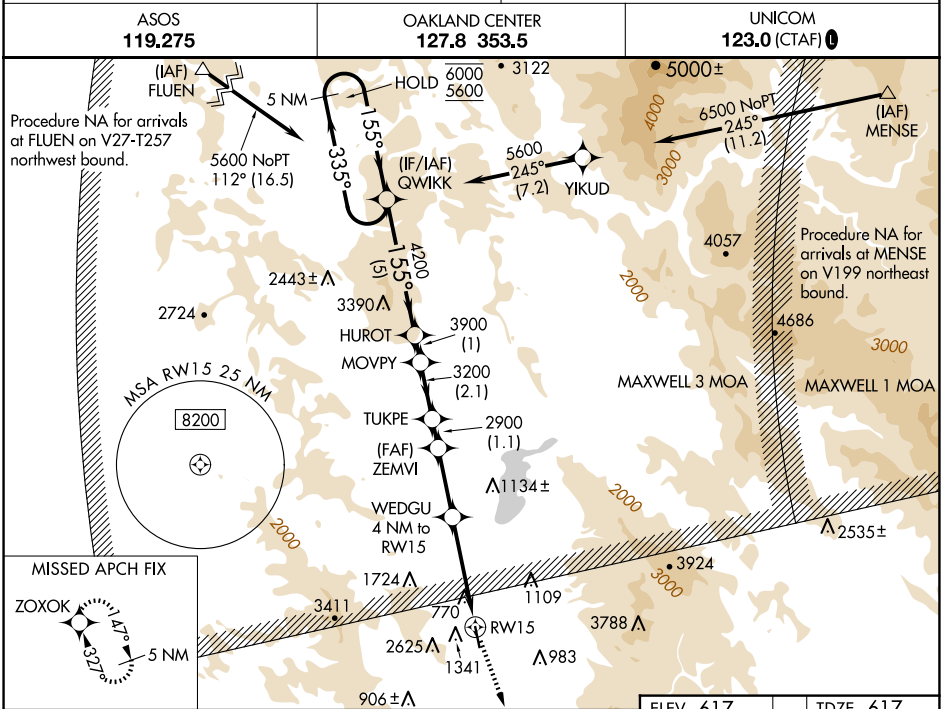 ASOS
119.275
OAKLAND CENTER
127.8 353.5
UNICOM
123.0 (CTAF) L
(IAF)
FLUEN
5 NM
HOLD
6000
5600
3122
5000±
4000
6500 NoPT
245°
(11.2)
(IAF)
MENSE
Procedure NA for arrivals
at FLUEN on V27-T257
northwest bound.
5600 NoPT
112° (16.5)
155°
335°
(IF/IAF)
QWIKK
5600
245°
(7.2)
YIKUD
3000
4057
Procedure NA for
arrivals at MENSE
on V199 northeast
bound.
4200
155°
(5)
2443±
3390
2000
2724
HUROT
3900
(1)
MOVPY
3200
(2.1)
4686
3000
MAXWELL 3 MOA
MAXWELL 1 MOA
MSA RW15 25 NM
8200
TUKPE
2900
(1.1)
(FAF)
ZEMVI
1134±
2000
WEDGU
4 NM to
RW15
2000
2535±
MISSED APCH FIX
ZOXOK
147°
327°
5 NM
1724
3411
770
1109
3924
3000
RW15
3788
2625
1341
983
906±
ELEV 617
TDZE 617